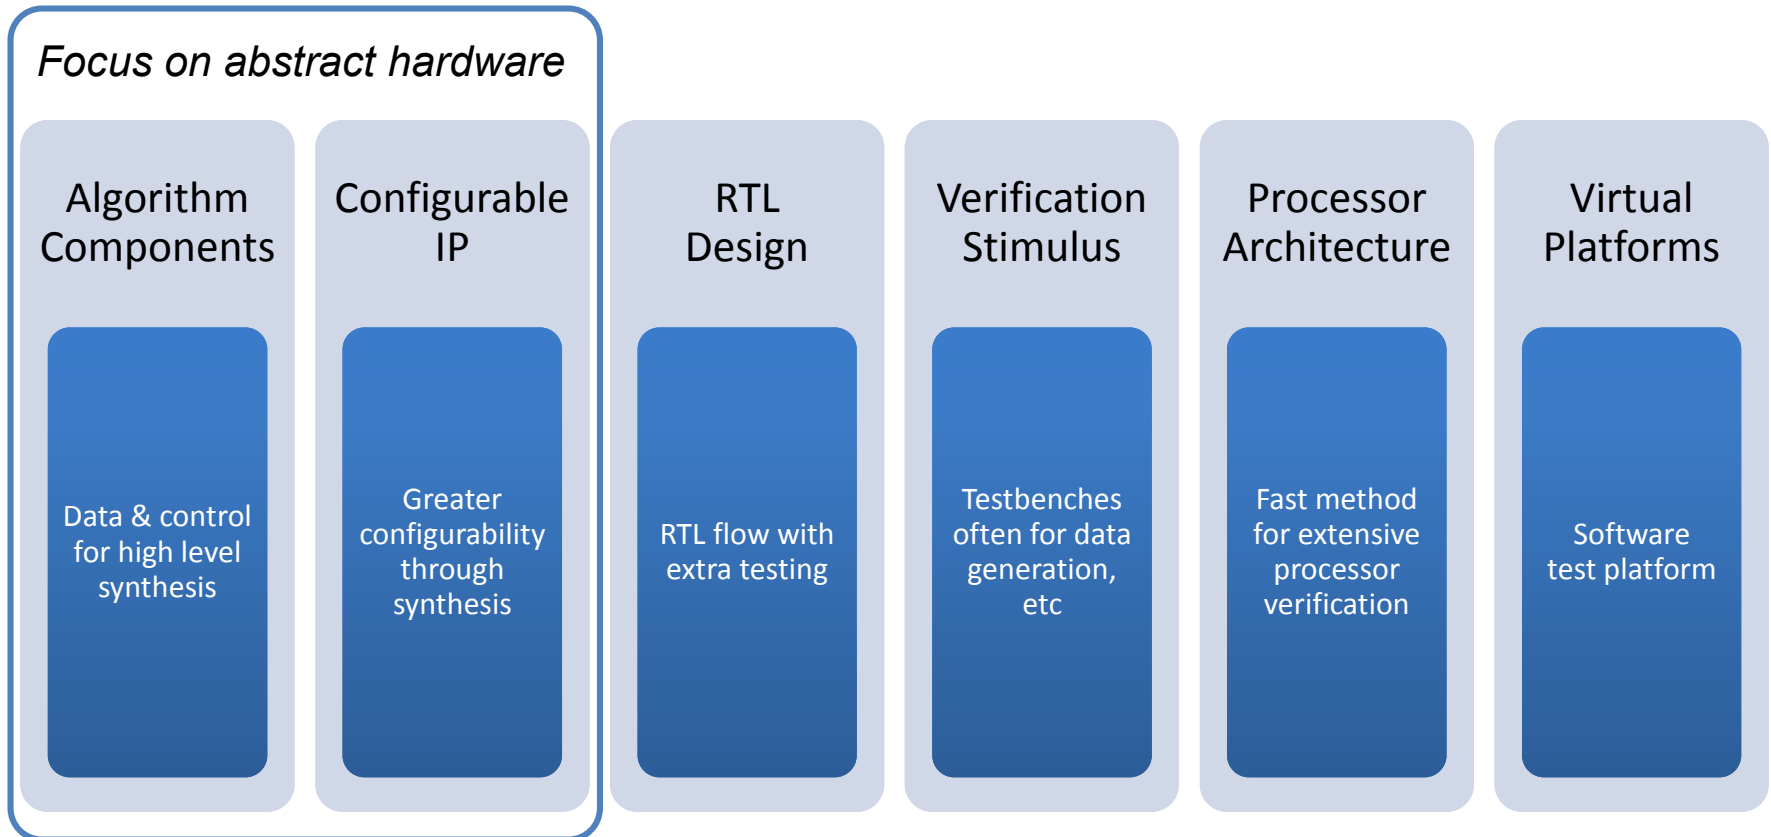 Focus on abstract hardware
Algorithm
Components
Data & control
for high level
synthesis
Configurable
IP
Greater
configurability
through
synthesis
RTL
Design
RTL flow with
extra testing
Verification
Stimulus
Testbenches
often for data
generation,
etc
Processor
Architecture
Fast method
for extensive
processor
verification
Virtual
Platforms
Software
test platform